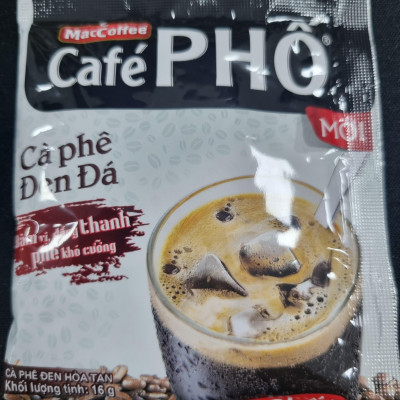 MacCoffee
Café PHỐ®
MỚI
Cà phê
Đen Đá
thanh
phê khó cưỡng
CÀ PHÊ ĐEN HÒA TAN
Khối lượng tịnh: 16 g